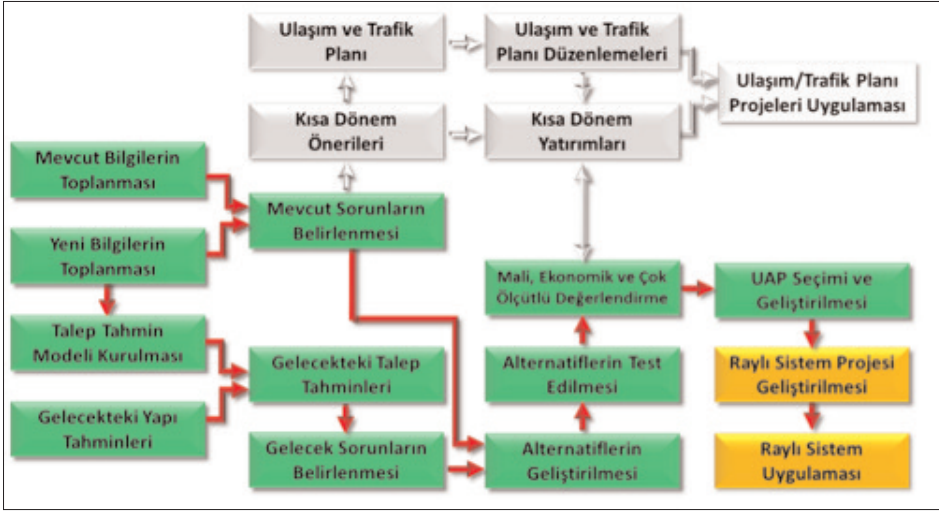 Ulaşım ve Trafik
Planı
Ulaşım ve Trafik
Planı Düzenlemeleri
Ulaşım/Trafik Planı
Projeleri Uygulaması
Kısa Dönem
Önerileri
Kısa Dönem
Yatırımları
Mevcut Bilgilerin
Toplanması
Mevcut Sorunların
Belirlenmesi
Yeni Bilgilerin
Toplanması
Mali, Ekonomik ve Çok
Ölçütlü Değerlendirme
UAP Seçimi ve
Geliştirilmesi
Talep Tahmin
Modeli Kurulması
Gelecekteki Talep
Tahminleri
Alternatiflerin Test
Edilmesi
Raylı Sistem Projesi
Geliştirilmesi
Gelecekteki Yapı
Tahminleri
Gelecek Sorunların
Belirlenmesi
Alternatiflerin
Geliştirilmesi
Raylı Sistem
Uygulaması